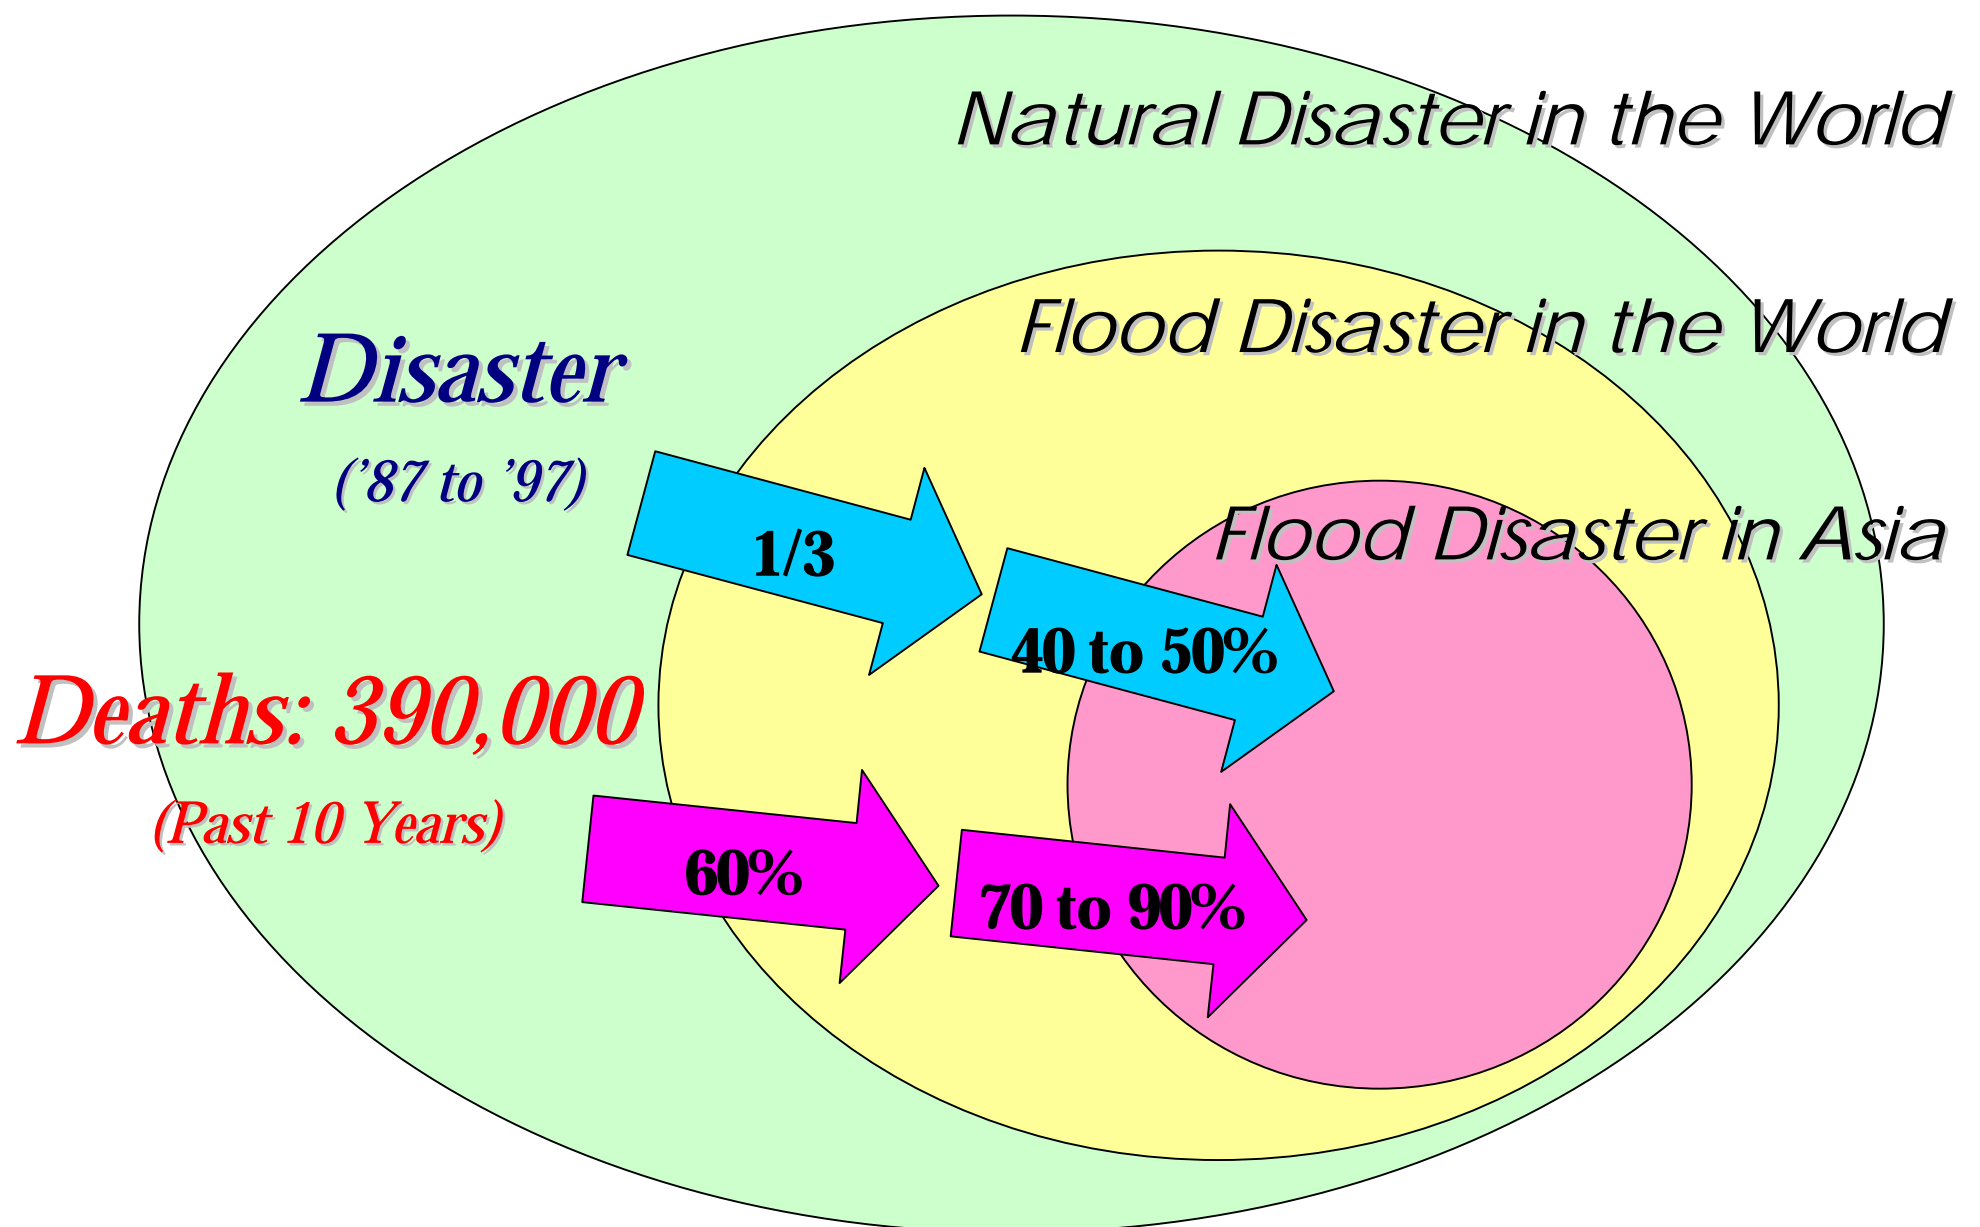 Natural Disaster in the World
Flood Disaster in the World
Disaster
(’87 to ’97)
Flood Disaster in Asia
1/3
40 to 50%
Deaths: 390,000
(Past 10 Years)
60%
70 to 90%